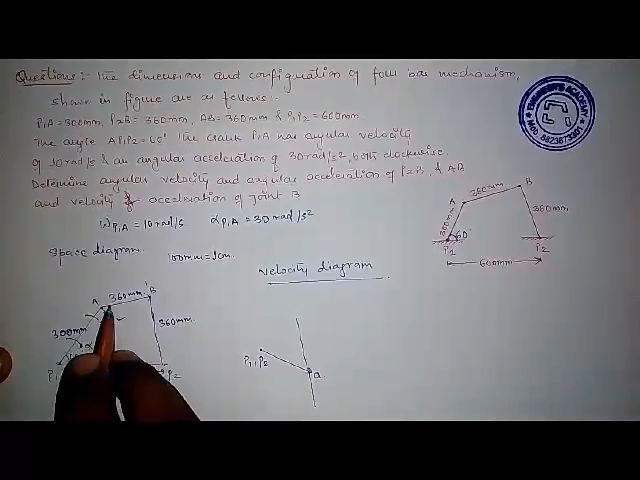 Questions:- The dimensions and configuration of four bar mechanism,
shown in figure are as follows:-
P1A=300mm, P2B=360mm, AB=360mm & P1P2=600mm.
The angle AP1P2=60° The crank P1A has angular velocity
of 10rad/s & an angular acceleration of 30rad/s², both clockwise.
Determine angular velocity and angular acceleration of P2B, & AB
and velocity & acceleration of joint B
ωP1A = 10rad/s αP1A = 30rad/s²
Space diagram.
100mm=1cm.
velocity diagram
A 360mm B
300mm
360mm
P1
P2
P1,P2
a
360mm B
A
300mm
360mm
60°
P1
P2
600mm